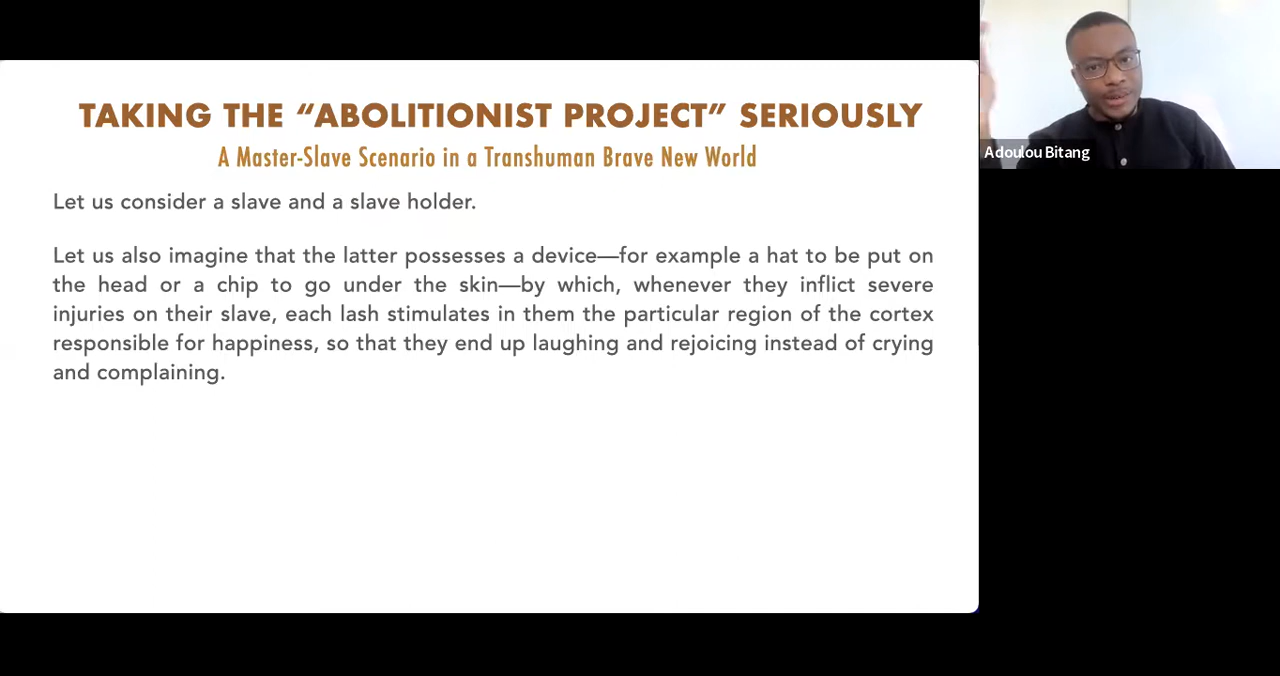 TAKING THE “ABOLITIONIST PROJECT” SERIOUSLY
A Master-Slave Scenario in a Transhuman Brave New World
Let us consider a slave and a slave holder.
Let us also imagine that the latter possesses a device—for example a hat to be put on
the head or a chip to go under the skin—by which, whenever they inflict severe
injuries on their slave, each lash stimulates in them the particular region of the cortex
responsible for happiness, so that they end up laughing and rejoicing instead of crying
and complaining.
Adoulou Bitang